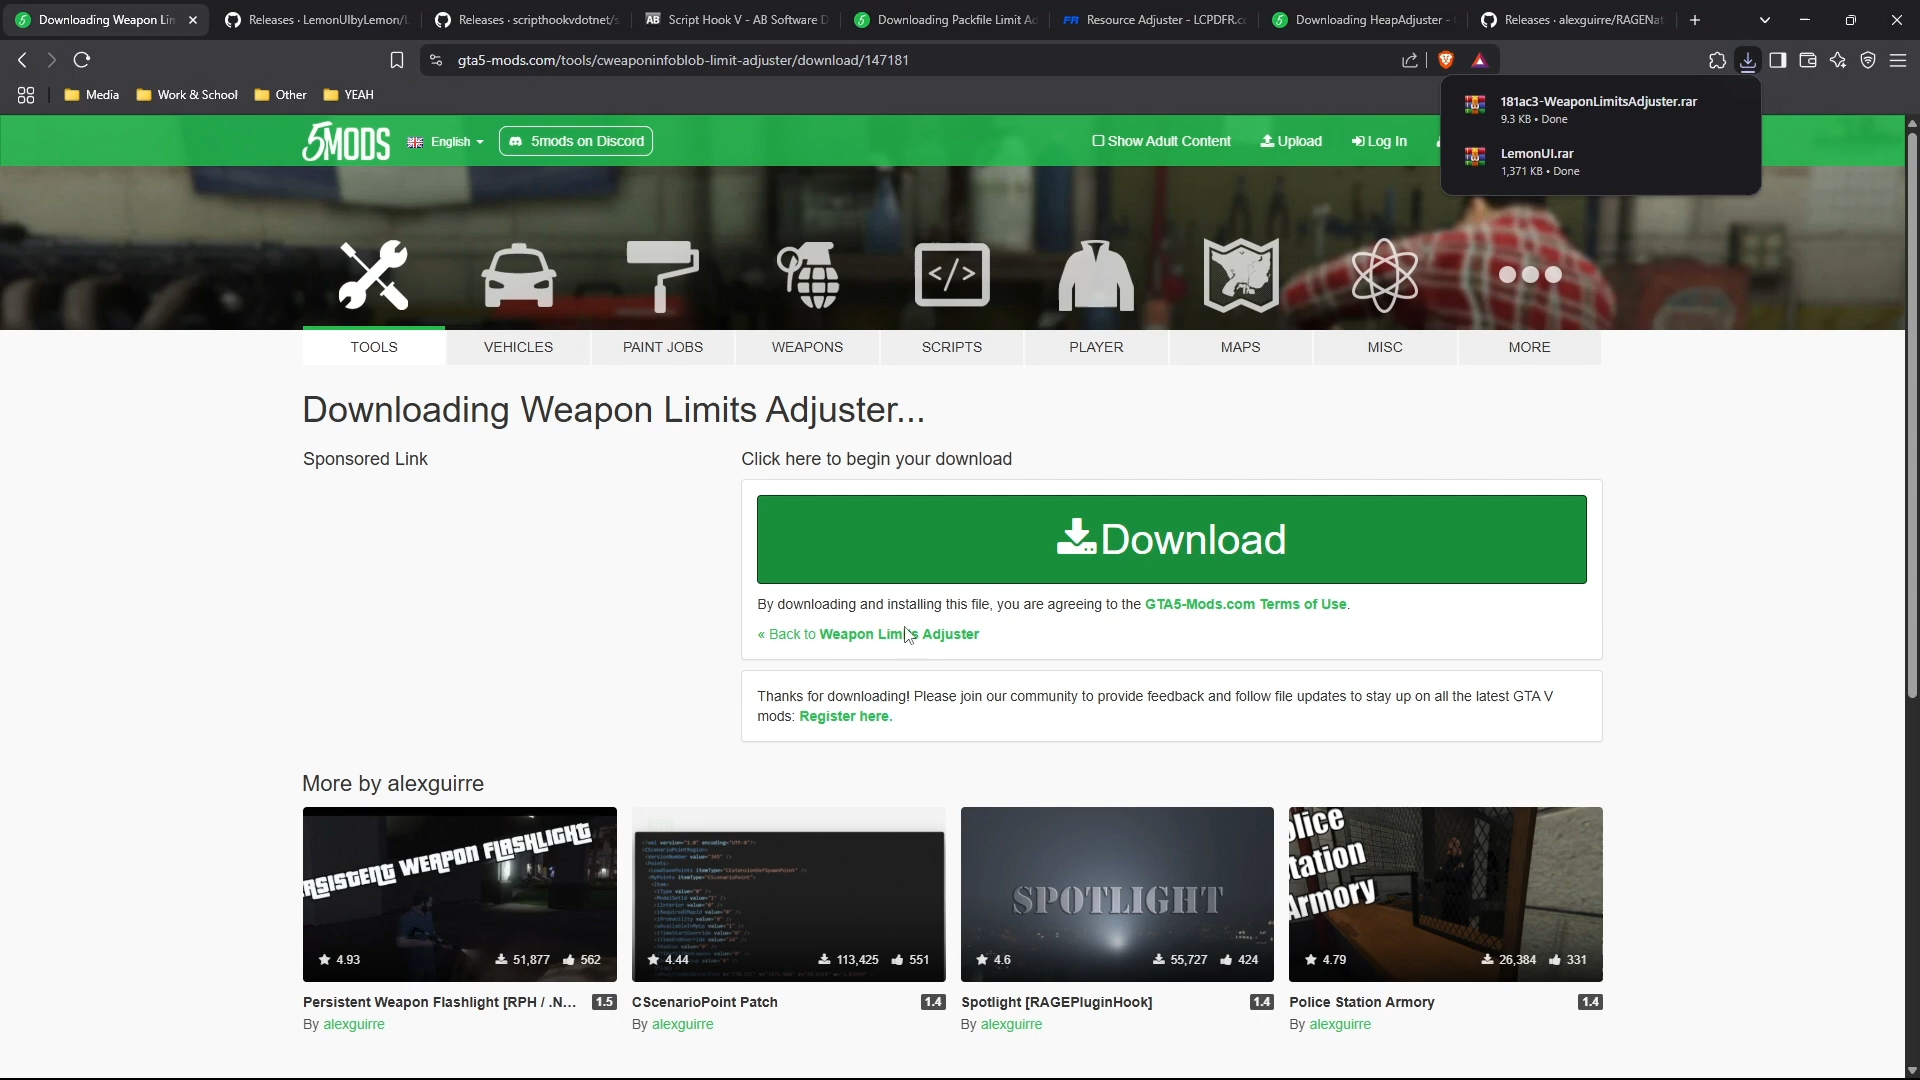 Downloading Weapon Lim
Releases · LemonUIbyLemon/L
Releases · scripthookvdotnet/s
AB
Script Hook V - AB Software D
Downloading Packfile Limit Ad
FR
Resource Adjuster - LCPDFR.co
Downloading HeapAdjuster -
Releases · alexguirre/RAGENat
gta5-mods.com/tools/cweaponinfoblob-limit-adjuster/download/147181
Media
Work & School
Other
YEAH
181ac3-WeaponLimitsAdjuster.rar
9.3 KB • Done
LemonUI.rar
1,371 KB • Done
5MODS
English
5mods on Discord
Show Adult Content
Upload
Log In
TOOLS
VEHICLES
PAINT JOBS
WEAPONS
SCRIPTS
PLAYER
MAPS
MISC
MORE
Downloading Weapon Limits Adjuster...
Sponsored Link
Click here to begin your download
Download
By downloading and installing this file, you are agreeing to the GTA5-Mods.com Terms of Use.
« Back to Weapon Limits Adjuster
Thanks for downloading! Please join our community to provide feedback and follow file updates to stay up on all the latest GTA V
mods: Register here.
More by alexguirre
RSISTENT WEAPON FLASHLIGHT
4.93
51,877
562
Persistent Weapon Flashlight [RPH / .N...
1.5
By alexguirre
4.44
113,425
551
CScenarioPoint Patch
1.4
By alexguirre
SPOTLIGHT
4.6
55,727
424
Spotlight [RAGEPluginHook]
1.4
By alexguirre
olice
tation
Armory
4.79
26,384
331
Police Station Armory
1.4
By alexguirre